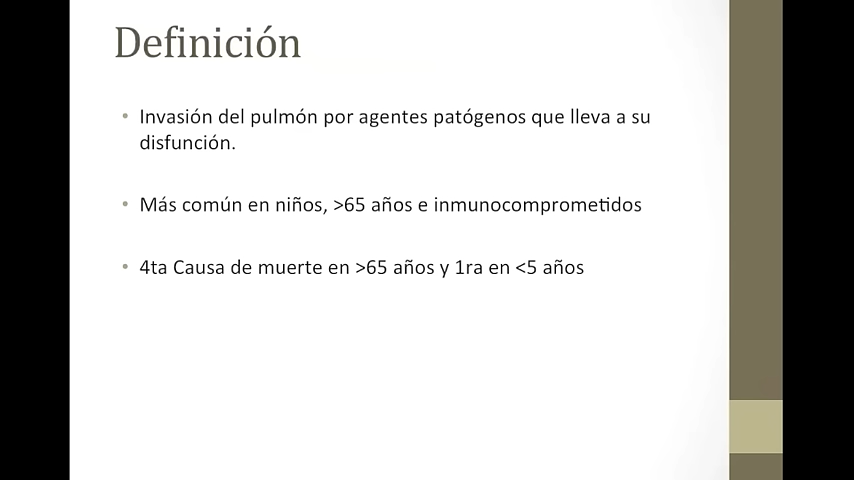 Definición
• Invasión del pulmón por agentes patógenos que lleva a su
disfunción.
• Más común en niños, >65 años e inmunocomprometidos
• 4ta Causa de muerte en >65 años y 1ra en <5 años